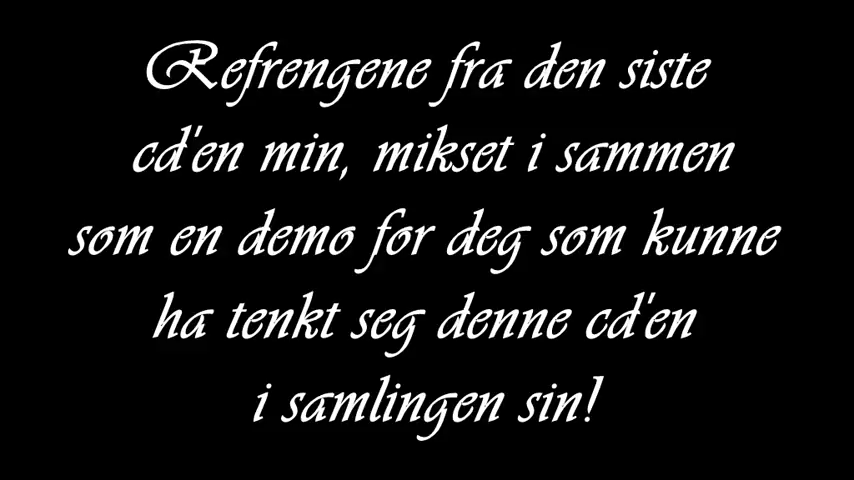 Refrengene fra den siste
cd'en min, mikset i sammen
som en demo for deg som kunne
ha tenkt seg denne cd'en
i samlingen sin!